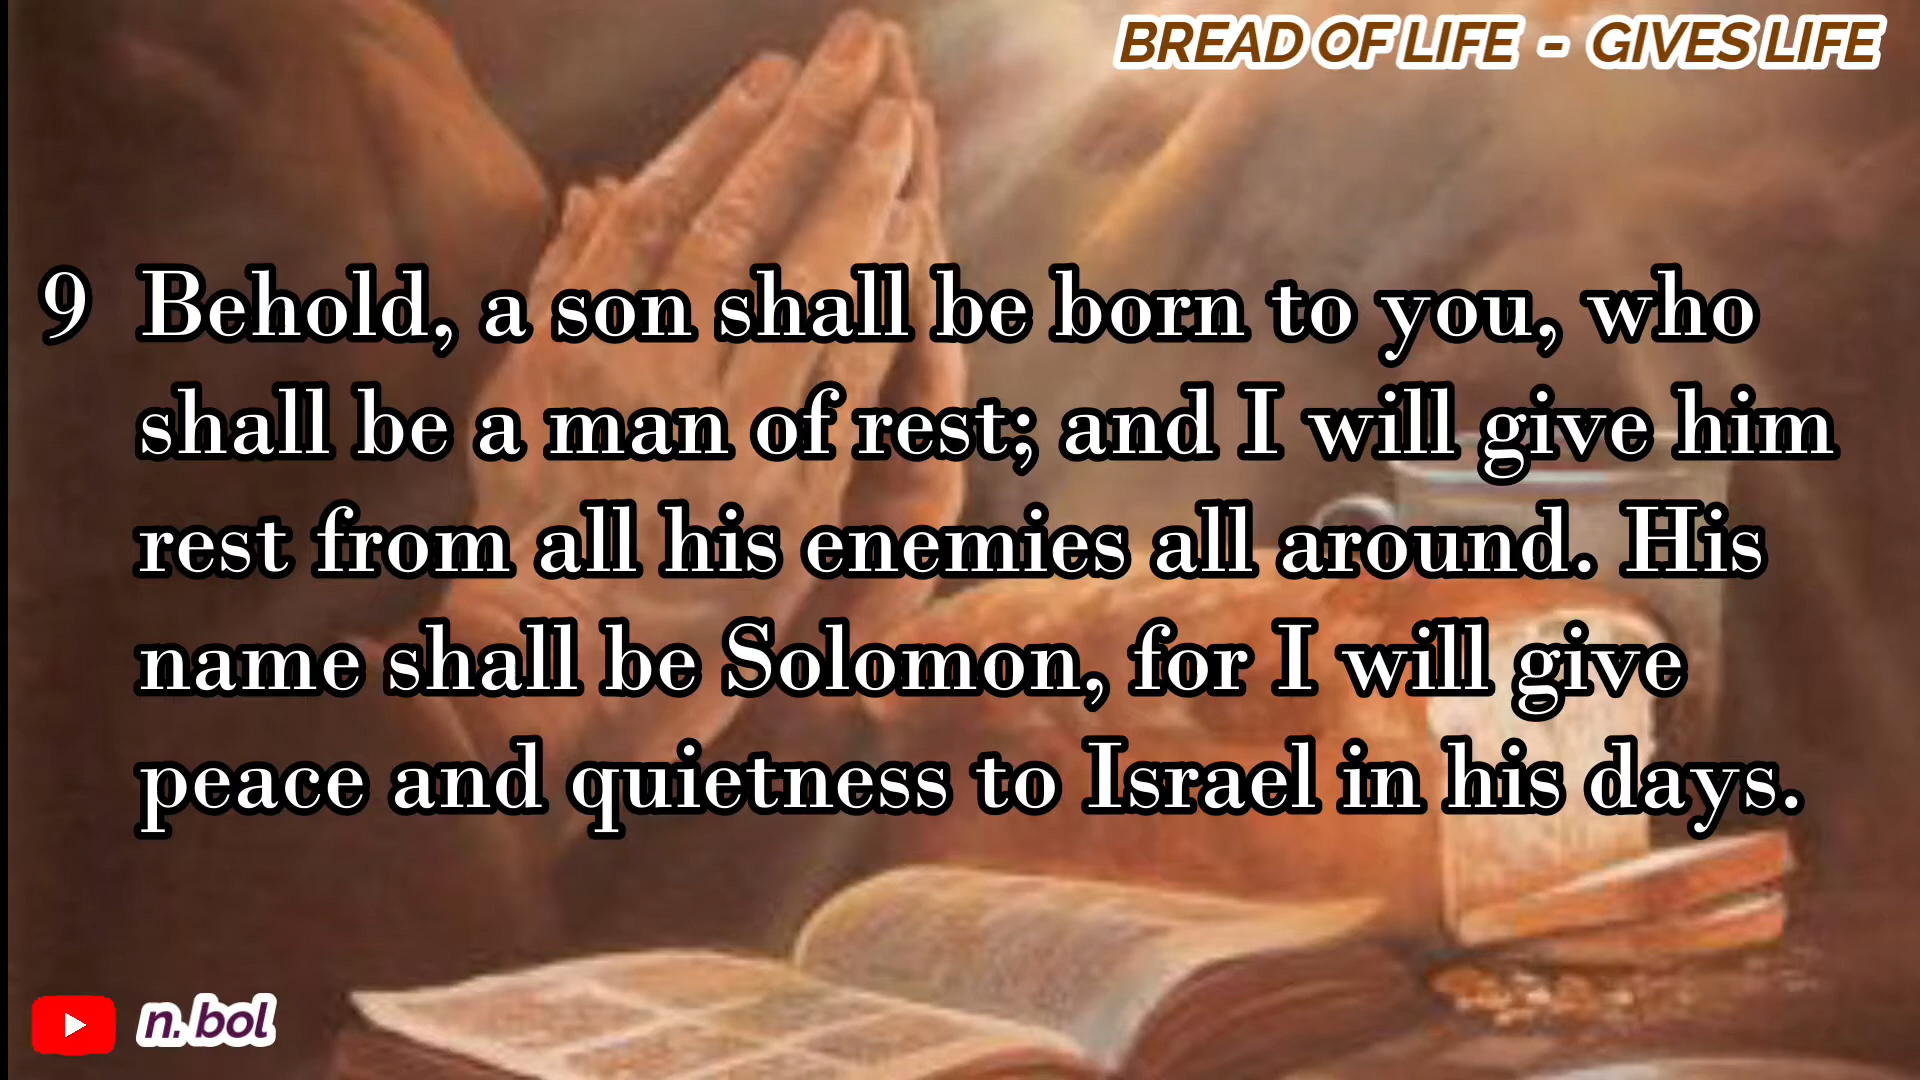 BREAD OF LIFE - GIVES LIFE
9 Behold, a son shall be born to you, who
shall be a man of rest; and I will give him
rest from all his enemies all around. His
name shall be Solomon, for I will give
peace and quietness to Israel in his days.
n. bol